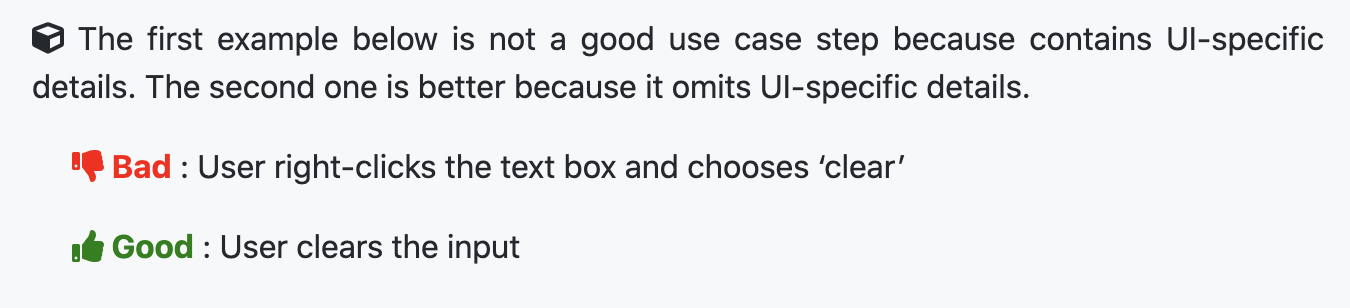 The first example below is not a good use case step because contains UI-specific
details. The second one is better because it omits UI-specific details.
Bad : User right-clicks the text box and chooses ‘clear’
Good : User clears the input